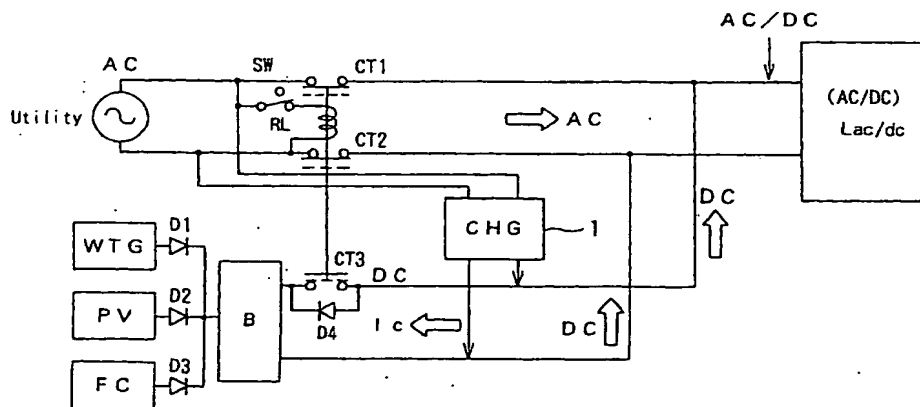 AC/DC
AC
SW
CT1
(AC/DC)
Lac/dc
Utility
RL
AC
CT2
DC
CHG
1
D1
WTG
CT3
DC
B
D2
PV
D4
Ic
DC
D3
FC